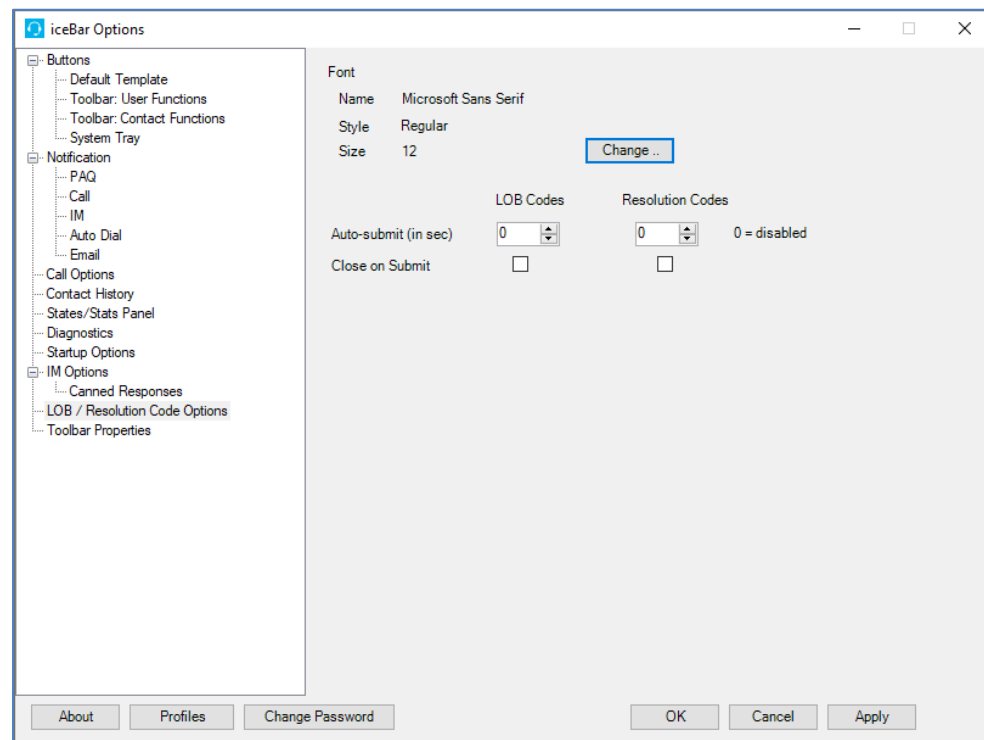 iceBar Options
Buttons
Default Template
Toolbar: User Functions
Toolbar: Contact Functions
System Tray
Notification
PAQ
Call
IM
Auto Dial
Email
Call Options
Contact History
States/Stats Panel
Diagnostics
Startup Options
IM Options
Canned Responses
LOB / Resolution Code Options
Toolbar Properties
Font
Name Microsoft Sans Serif
Style Regular
Size 12 Change ..
LOB Codes Resolution Codes
Auto-submit (in sec) 0 0 0 = disabled
Close on Submit
About Profiles Change Password OK Cancel Apply